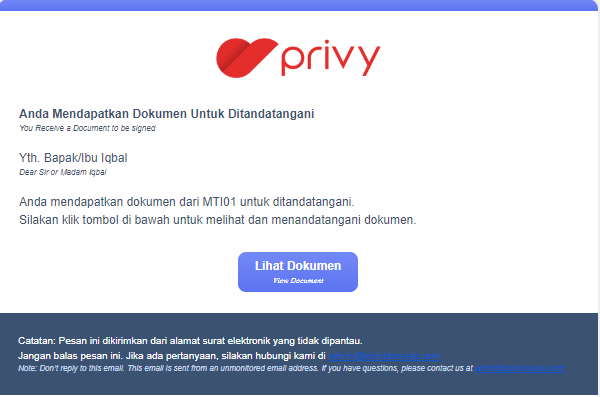 privy
Anda Mendapatkan Dokumen Untuk Ditandatangani
You Receive a Document to be signed
Yth. Bapak/Ibu Iqbal
Dear Sir or Madam Iqbal
Anda mendapatkan dokumen dari MTI01 untuk ditandatangani.
Silakan klik tombol di bawah untuk melihat dan menandatangani dokumen.
Lihat Dokumen
View Document
Catatan: Pesan ini dikirimkan dari alamat surat elektronik yang tidak dipantau.
Jangan balas pesan ini. Jika ada pertanyaan, silakan hubungi kami di
Note: Don't reply to this email. This email is sent from an unmonitored email address. If you have questions, please contact us at